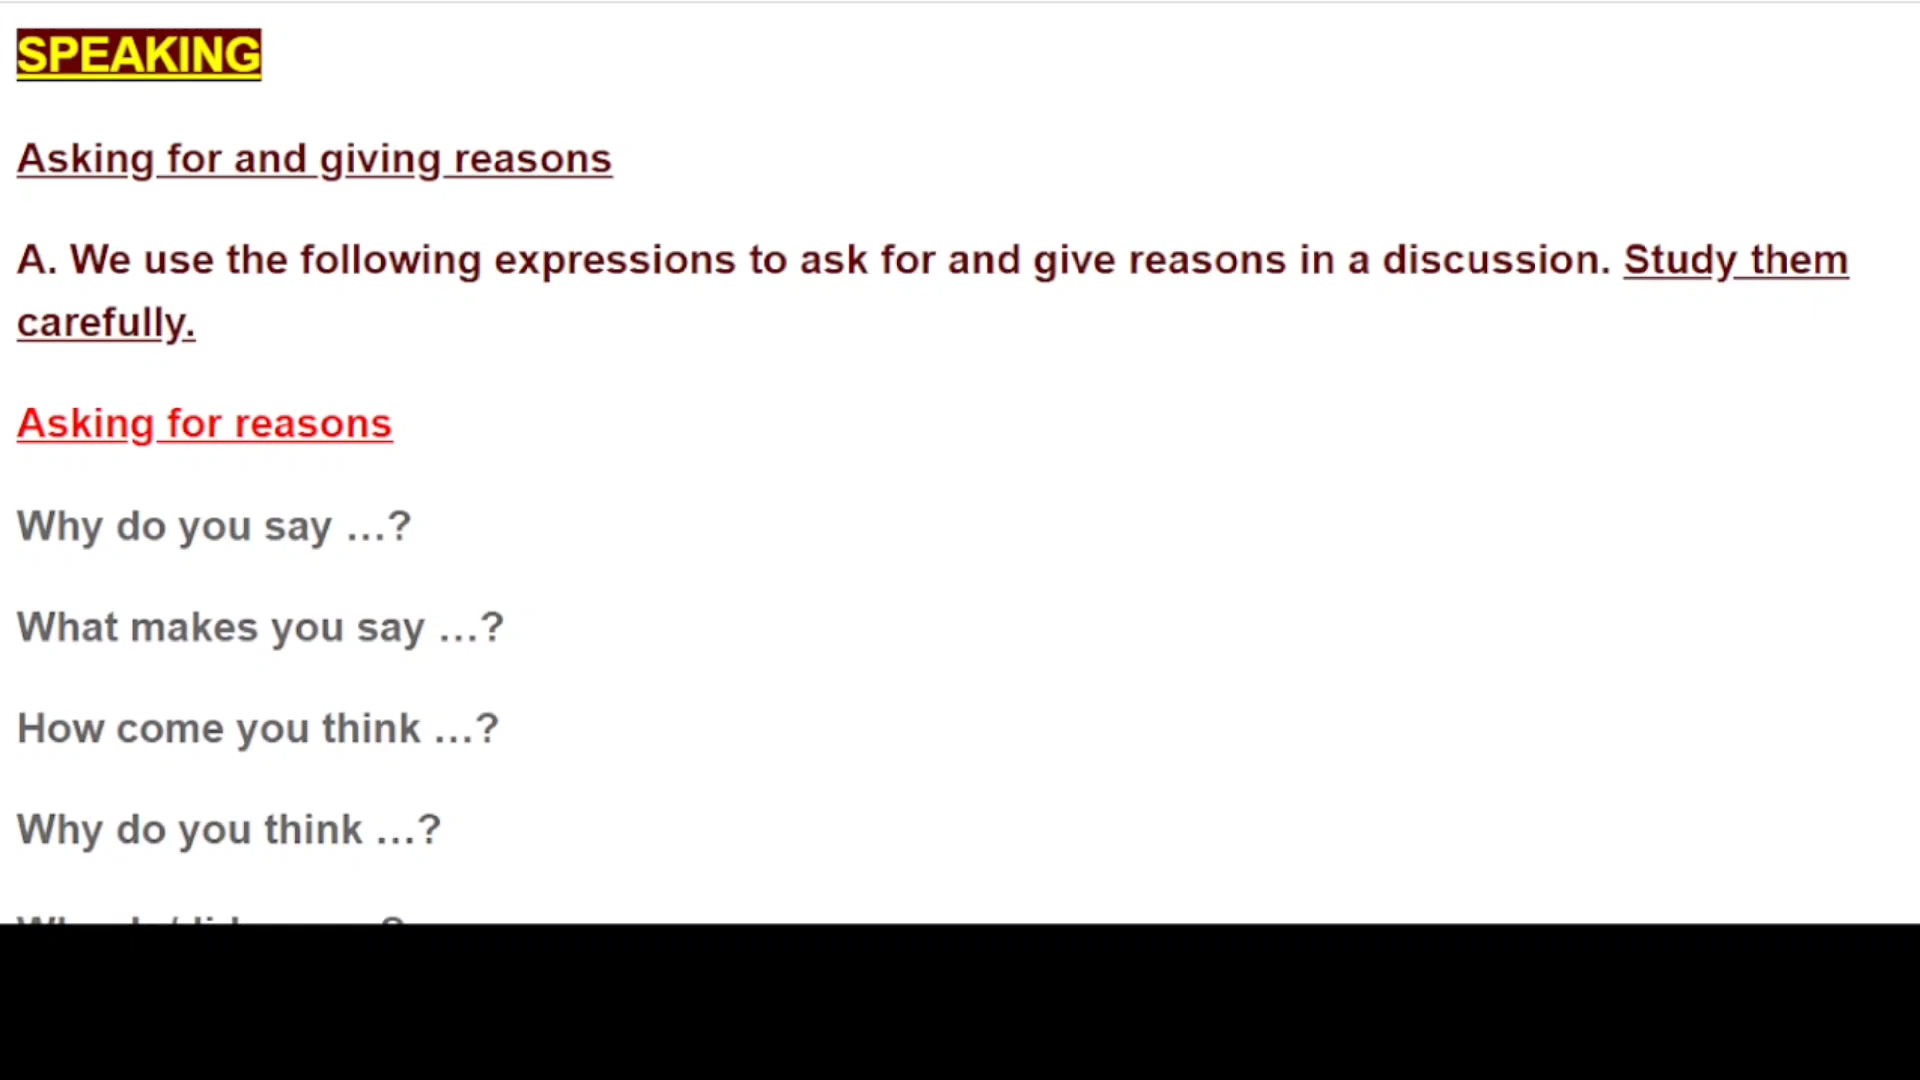 SPEAKING
Asking for and giving reasons
A. We use the following expressions to ask for and give reasons in a discussion. Study them
carefully.
Asking for reasons
Why do you say …?
What makes you say …?
How come you think …?
Why do you think …?